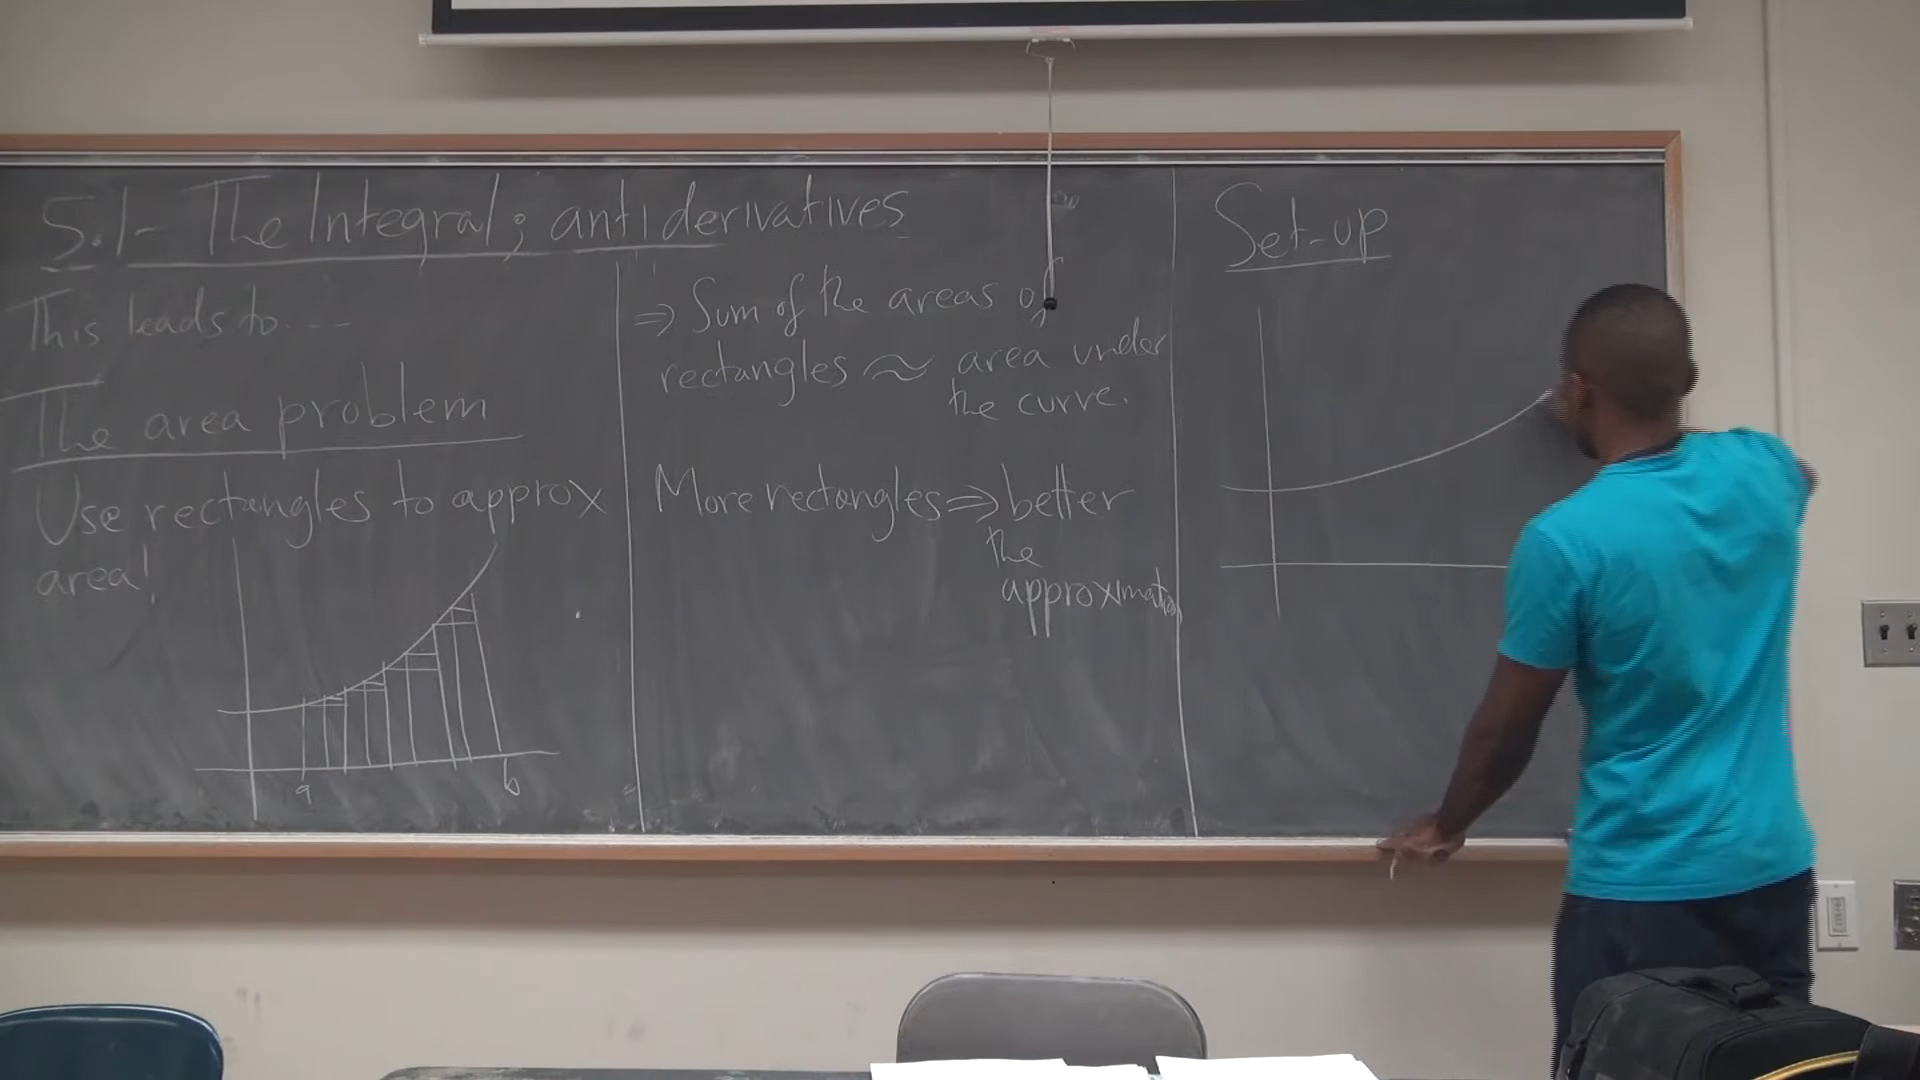 5.1- The Integral; antiderivatives
This leads to...
The area problem
Use rectangles to approx
area!
a b
⇒ Sum of the areas of
rectangles ≈ area under
the curve.
More rectangles ⇒ better
the
approximation
Set-up